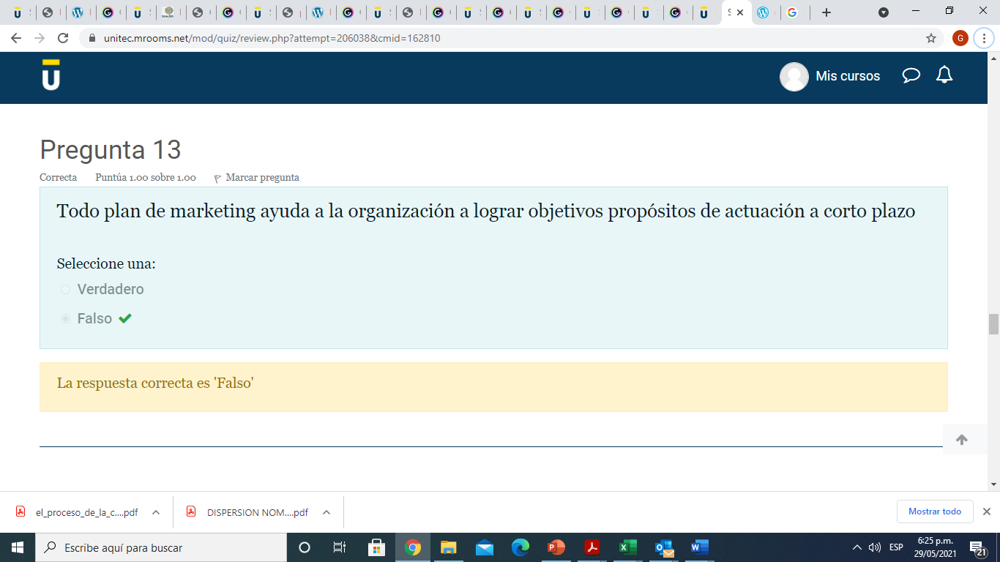 unitec.mrooms.net/mod/quiz/review.php?attempt=206038&cmid=162810
G
Mis cursos
Pregunta 13
Correcta Puntúa 1.00 sobre 1.00 Marcar pregunta
Todo plan de marketing ayuda a la organización a lograr objetivos propósitos de actuación a corto plazo
Seleccione una:
Verdadero
Falso
La respuesta correcta es 'Falso'
el_proceso_de_la_c....pdf DISPERSION NOM....pdf Mostrar todo
Escribe aquí para buscar
ESP
6:25 p.m.
29/05/2021
21